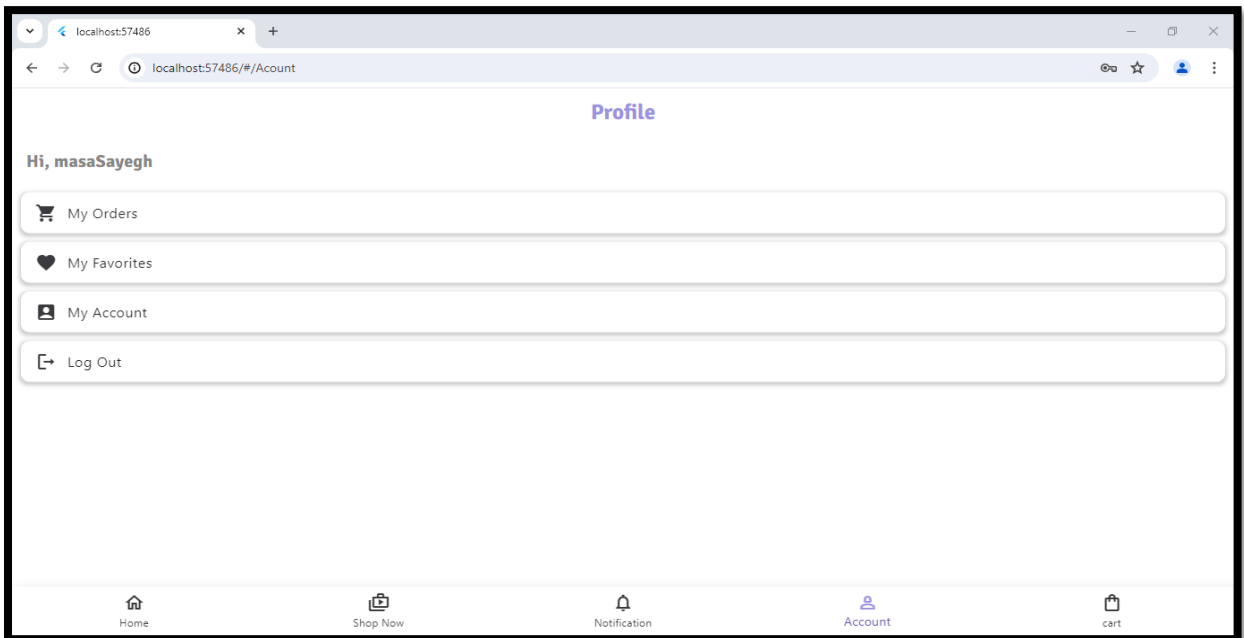 localhost:57486
localhost:57486/#/Acount
Profile
Hi, masaSayegh
My Orders
My Favorites
My Account
Log Out
Home Shop Now Notification Account cart